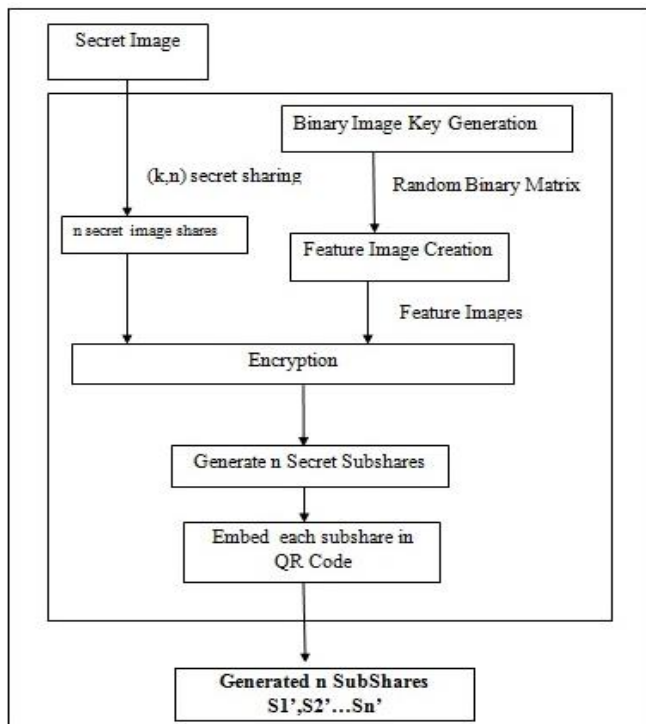 Secret Image
Binary Image Key Generation
(k,n) secret sharing
Random Binary Matrix
n secret image shares
Feature Image Creation
Feature Images
Encryption
Generate n Secret Subshares
Embed each subshare in
QR Code
Generated n SubShares
S1’,S2’...Sn’